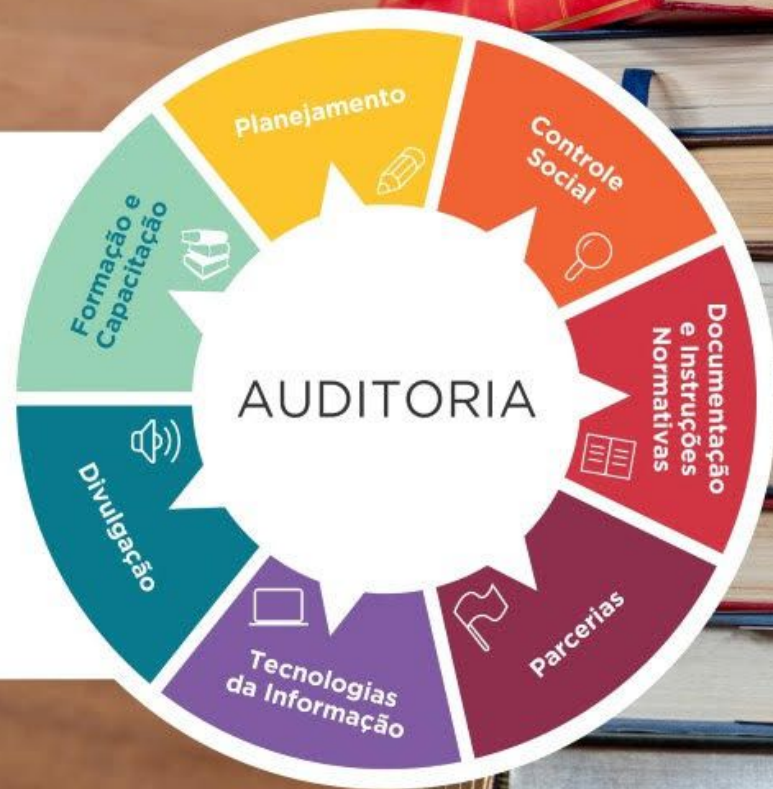 Planejamento
Controle
Social
Documentação
e Instruções
Normativas
Parcerias
Tecnologias
da Informação
Divulgação
Formação e
Capacitação
AUDITORIA